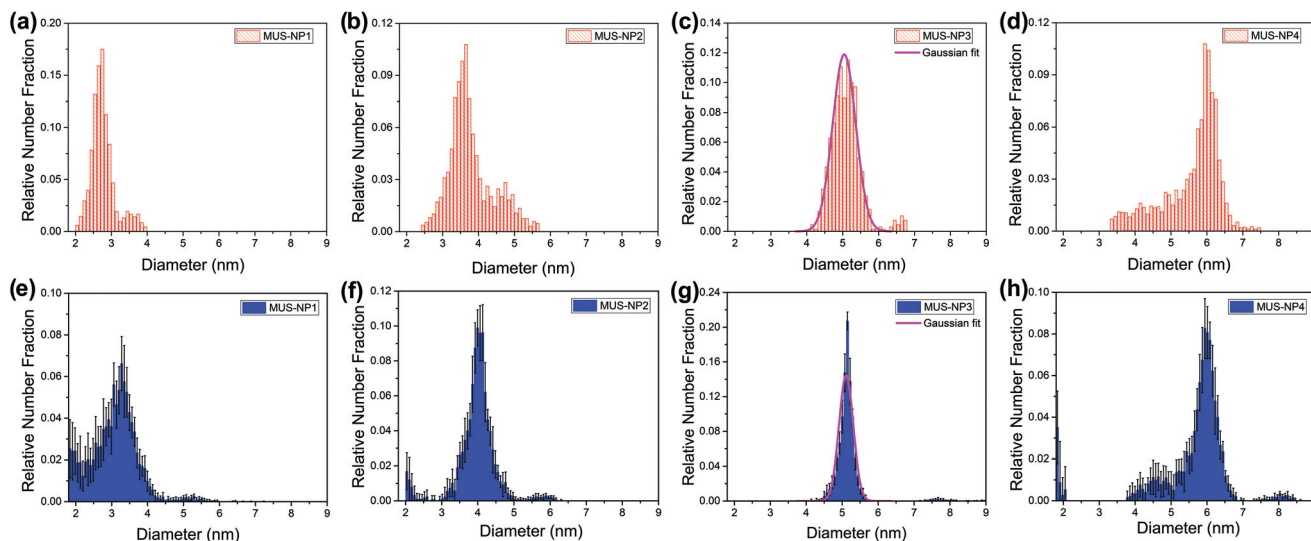 (a)
0.20
0.15
0.10
0.05
0.00
Relative Number Fraction
MUS-NP1
2 3 4 5 6 7 8 9
Diameter (nm)
(b)
0.12
0.09
0.06
0.03
0.00
Relative Number Fraction
MUS-NP2
2 3 4 5 6 7 8 9
Diameter (nm)
(c)
0.14
0.12
0.10
0.08
0.06
0.04
0.02
0.00
Relative Number Fraction
MUS-NP3
Gaussian fit
2 3 4 5 6 7 8 9
Diameter (nm)
(d)
0.12
0.09
0.06
0.03
0.00
Relative Number Fraction
MUS-NP4
2 3 4 5 6 7 8 9
Diameter (nm)
(e)
0.10
0.08
0.06
0.04
0.02
0.00
Relative Number Fraction
MUS-NP1
2 3 4 5 6 7 8 9
Diameter (nm)
(f)
0.12
0.10
0.08
0.06
0.04
0.02
0.00
Relative Number Fraction
MUS-NP2
2 3 4 5 6 7 8 9
Diameter (nm)
(g)
0.24
0.20
0.16
0.12
0.08
0.04
0.00
Relative Number Fraction
MUS-NP3
Gaussian fit
2 3 4 5 6 7 8 9
Diameter (nm)
(h)
0.10
0.08
0.06
0.04
0.02
0.00
Relative Number Fraction
MUS-NP4
2 3 4 5 6 7 8 9
Diameter (nm)